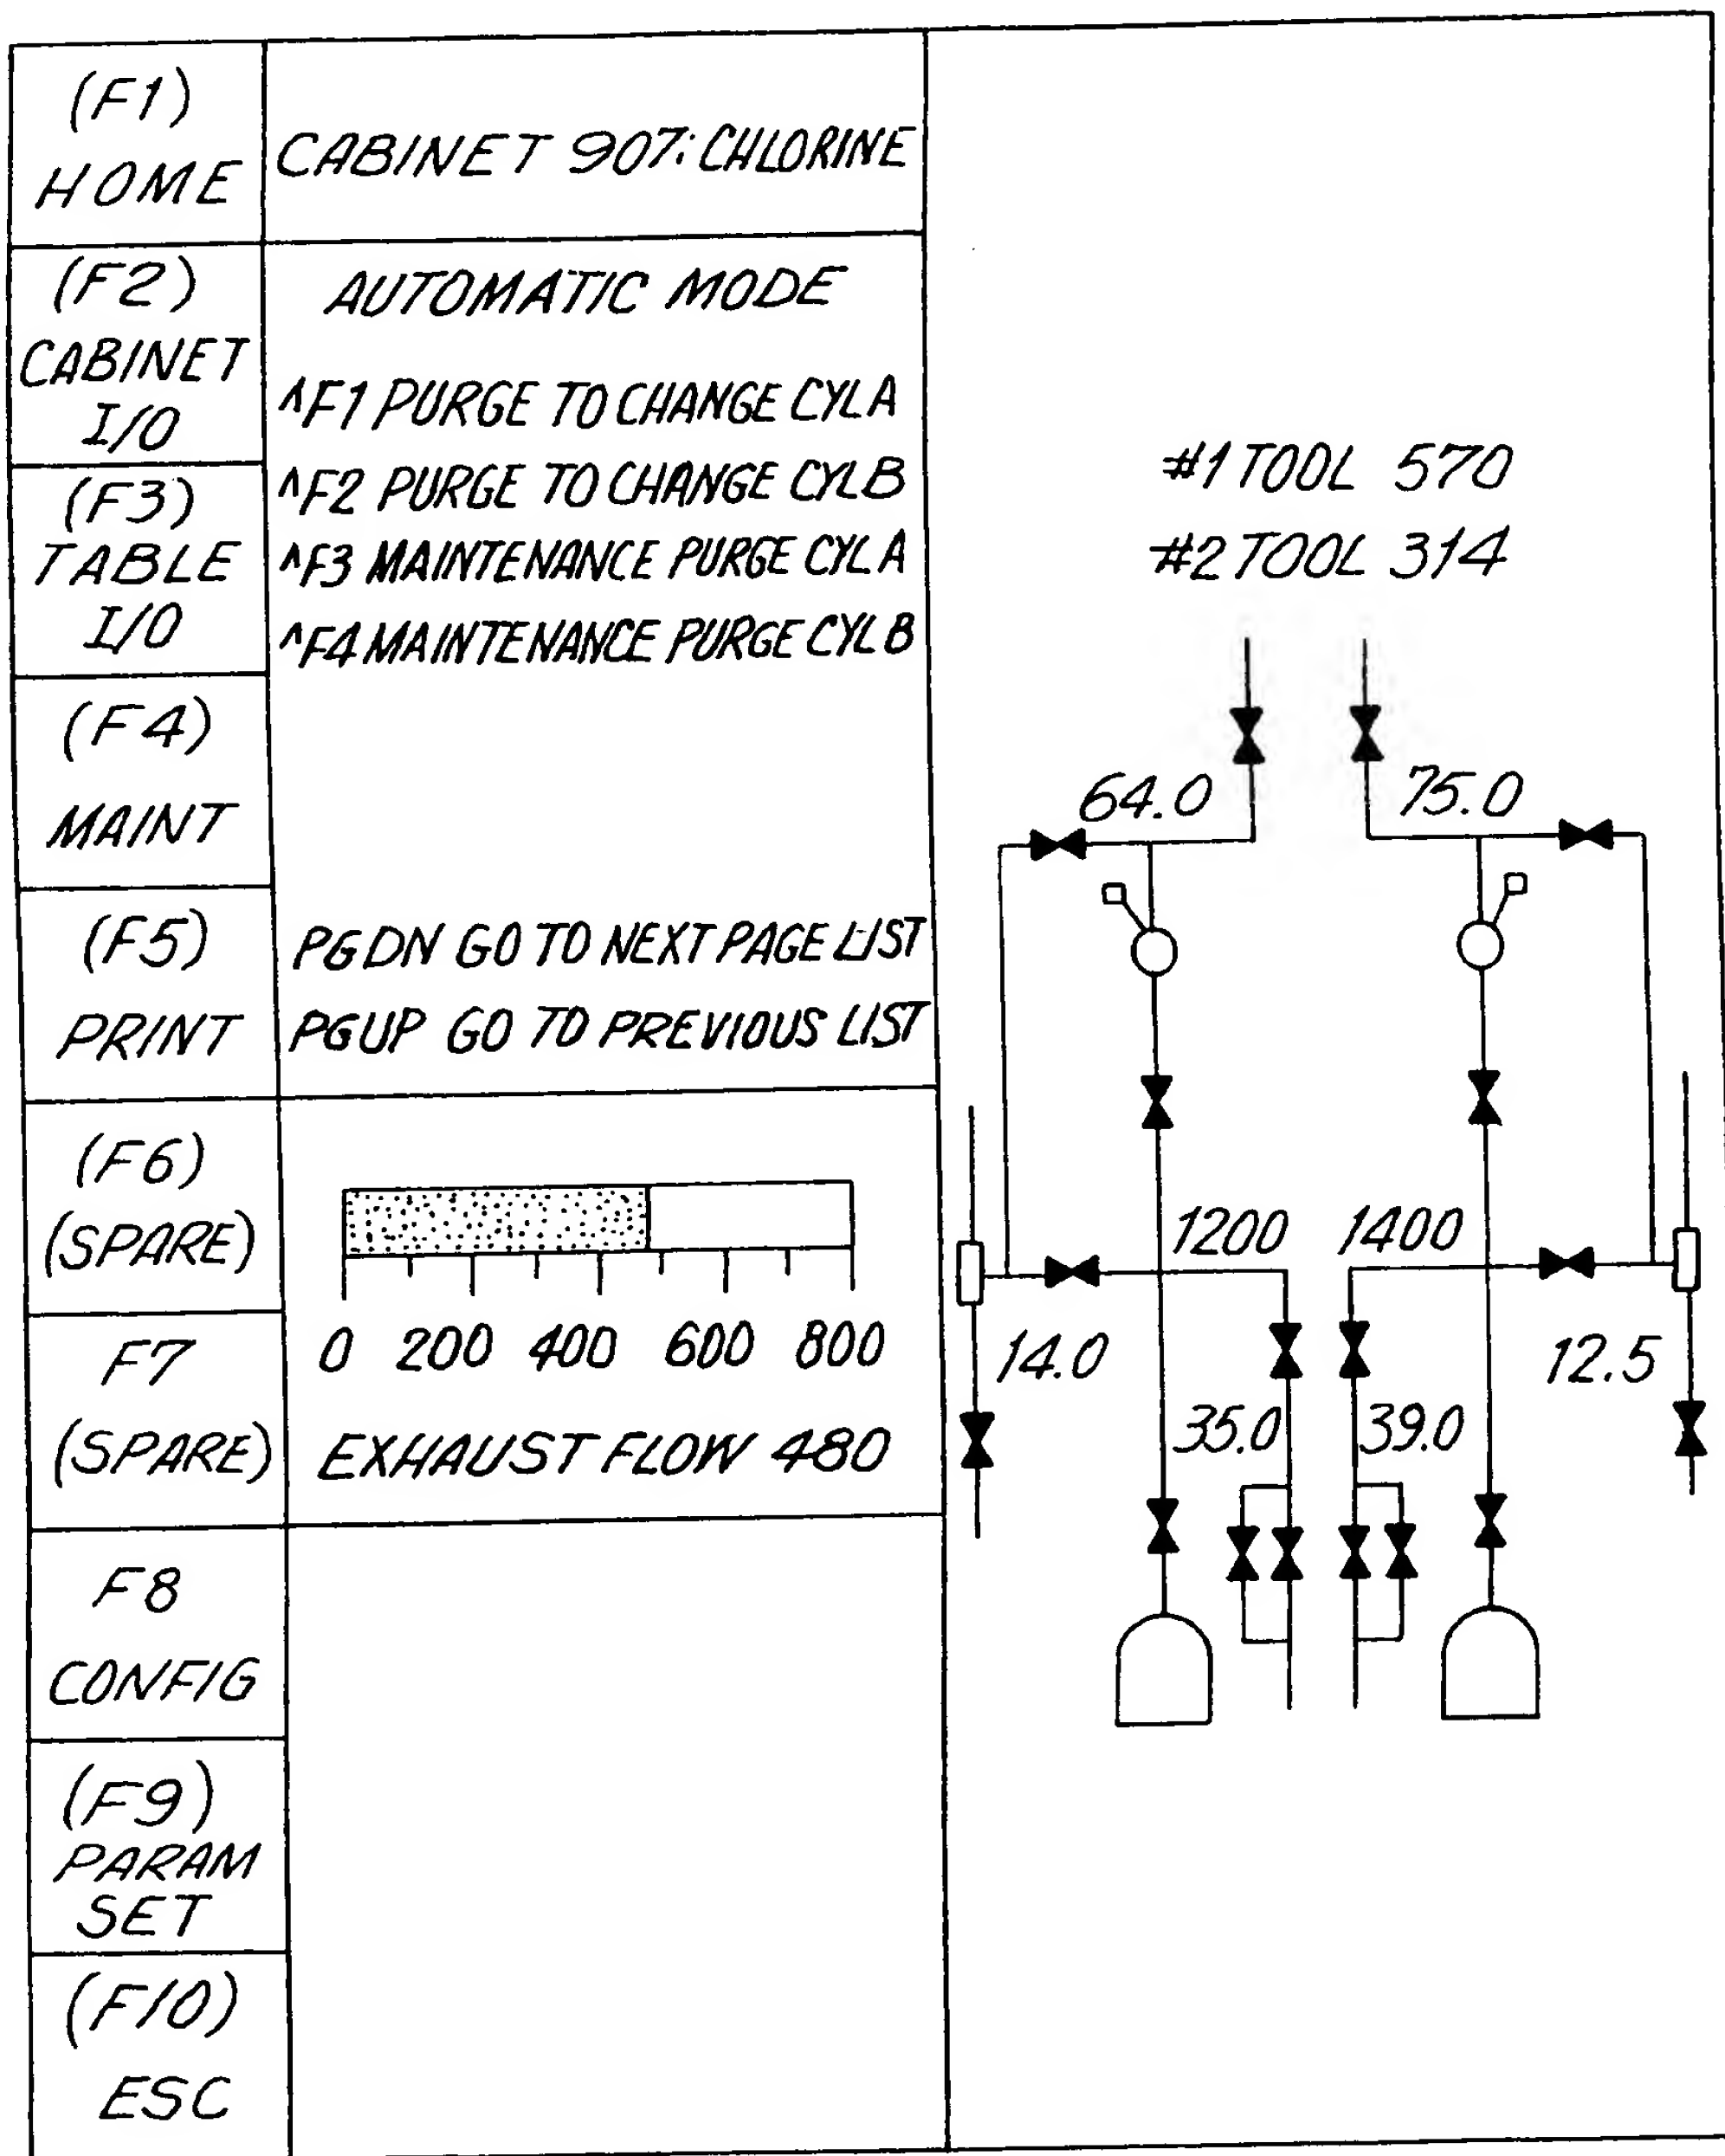 (F1)
HOME
CABINET 907: CHLORINE
(F2)
CABINET
I/O
AUTOMATIC MODE
^F1 PURGE TO CHANGE CYL A
^F2 PURGE TO CHANGE CYL B
^F3 MAINTENANCE PURGE CYL A
^F4 MAINTENANCE PURGE CYL B
(F3)
TABLE
I/O
(F4)
MAINT
(F5)
PRINT
PGDN GO TO NEXT PAGE LIST
PGUP GO TO PREVIOUS LIST
(F6)
(SPARE)
F7
(SPARE)
0 200 400 600 800
EXHAUST FLOW 480
F8
CONFIG
(F9)
PARAM
SET
(F10)
ESC
#1 TOOL 570
#2 TOOL 314
64.0 75.0
1200 1400
14.0 12.5
35.0 39.0